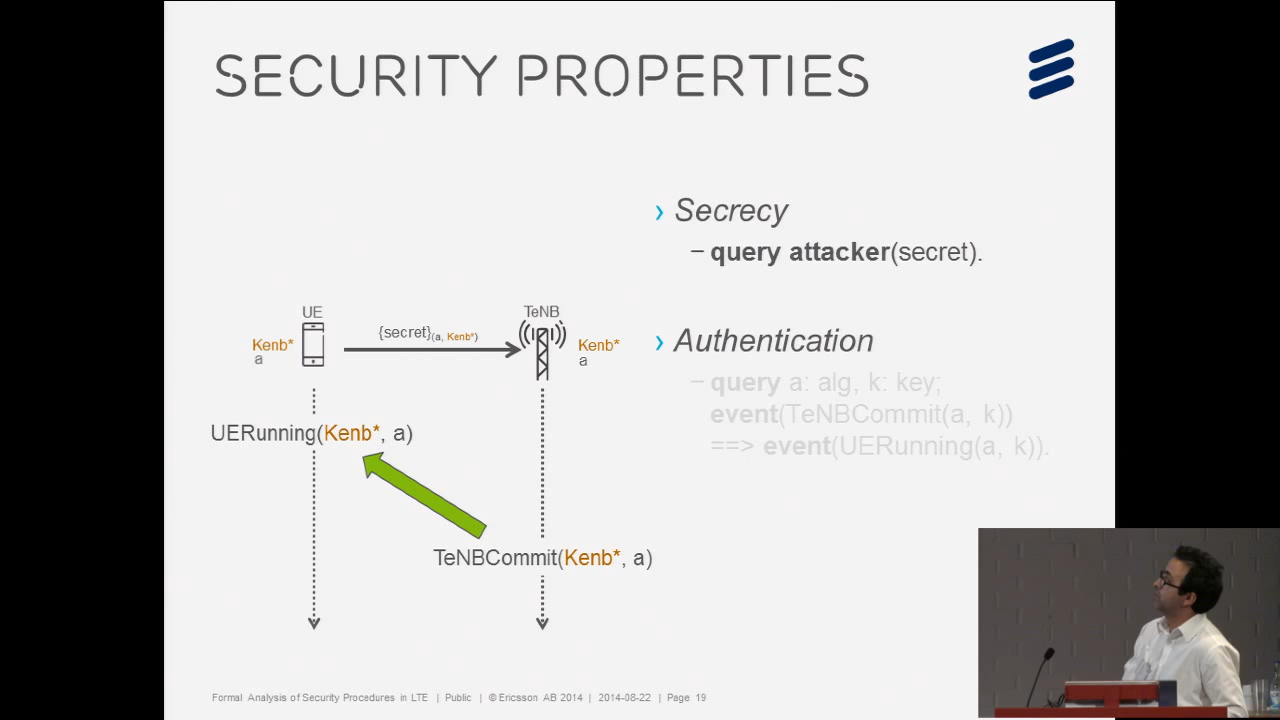 SECURITY PROPERTIES
› Secrecy
– query attacker(secret).
UE
TeNB
{secret}(a, Kenb*)
Kenb*
a
Kenb*
a
› Authentication
– query a: alg, k: key;
event(TeNBCommit(a, k))
==> event(UERunning(a, k)).
UERunning(Kenb*, a)
TeNBCommit(Kenb*, a)
Formal Analysis of Security Procedures in LTE | Public | © Ericsson AB 2014 | 2014-08-22 | Page 19